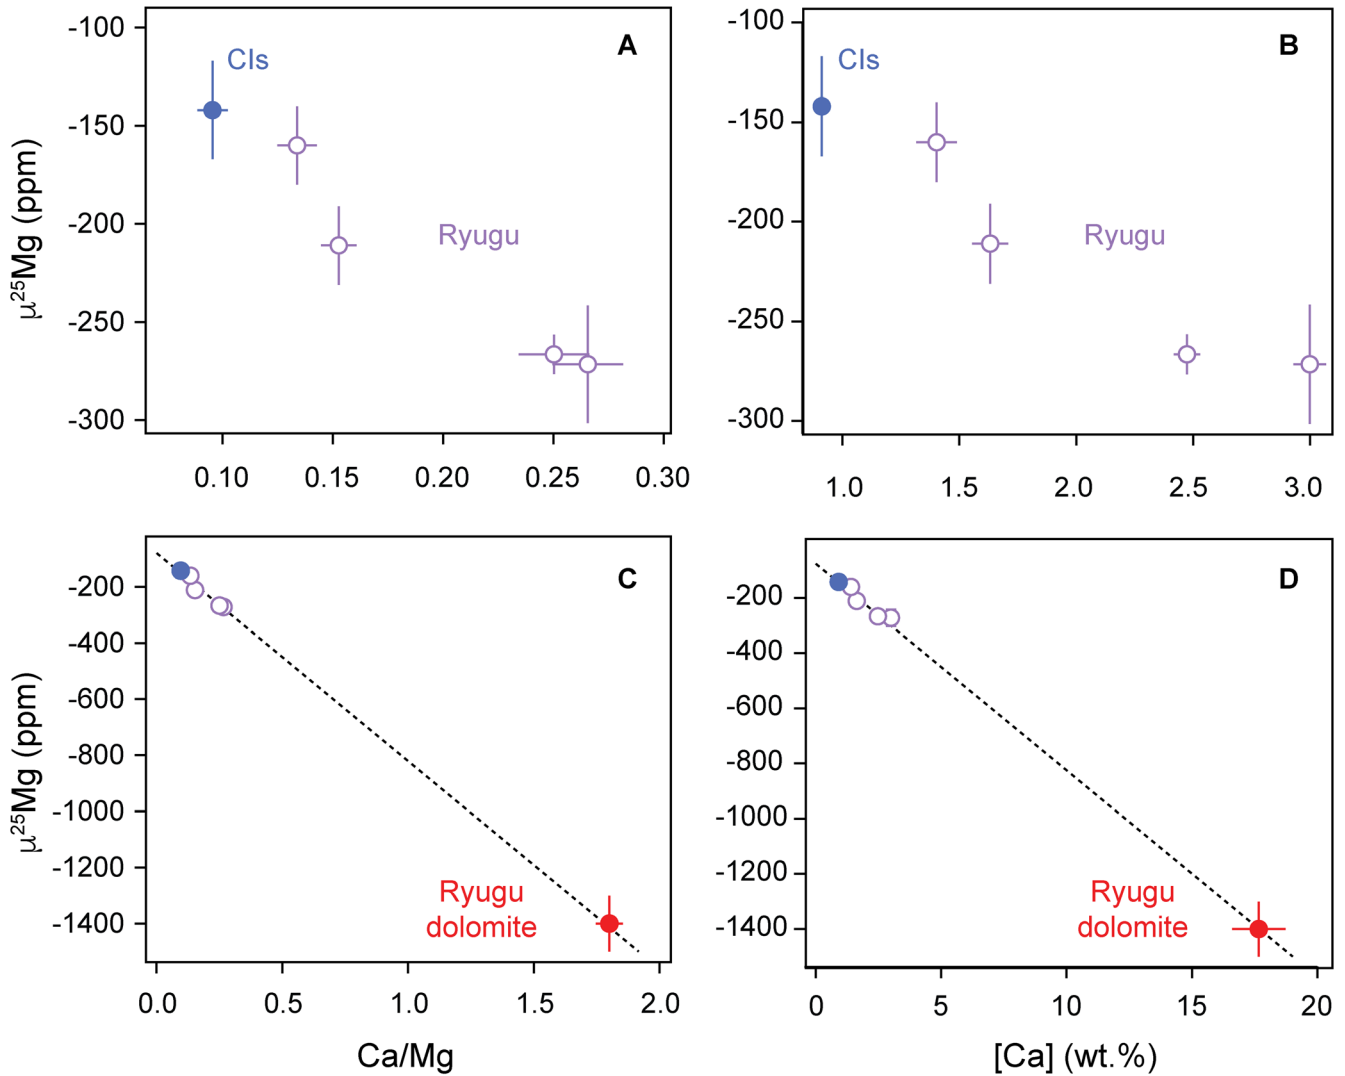 A
CIs
Ryugu
-100
-150
-200
-250
-300
μ²⁵Mg (ppm)
0.10 0.15 0.20 0.25 0.30
B
CIs
Ryugu
-100
-150
-200
-250
-300
1.0 1.5 2.0 2.5 3.0
C
-200
-400
-600
-800
-1000
-1200
-1400
μ²⁵Mg (ppm)
Ryugu
dolomite
0.0 0.5 1.0 1.5 2.0
Ca/Mg
D
-200
-400
-600
-800
-1000
-1200
-1400
Ryugu
dolomite
0 5 10 15 20
[Ca] (wt.%)